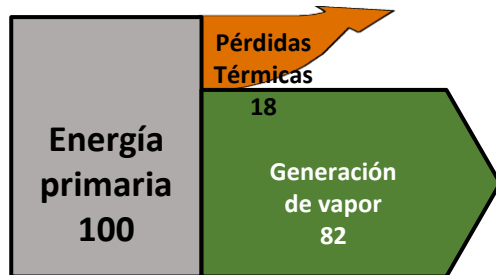 Pérdidas
Térmicas
18
Energía
primaria
100
Generación
de vapor
82